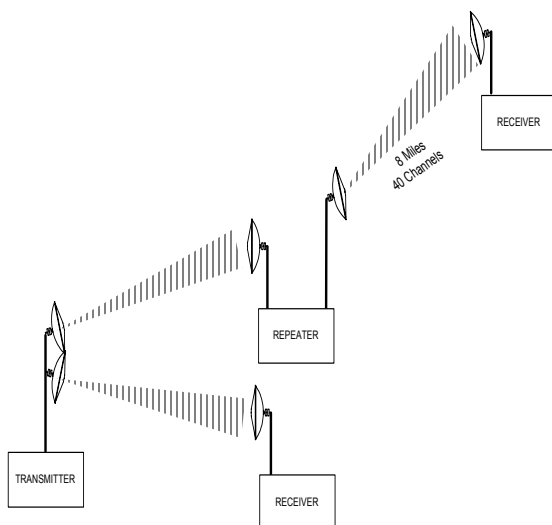 RECEIVER
8 Miles
40 Channels
REPEATER
TRANSMITTER
RECEIVER